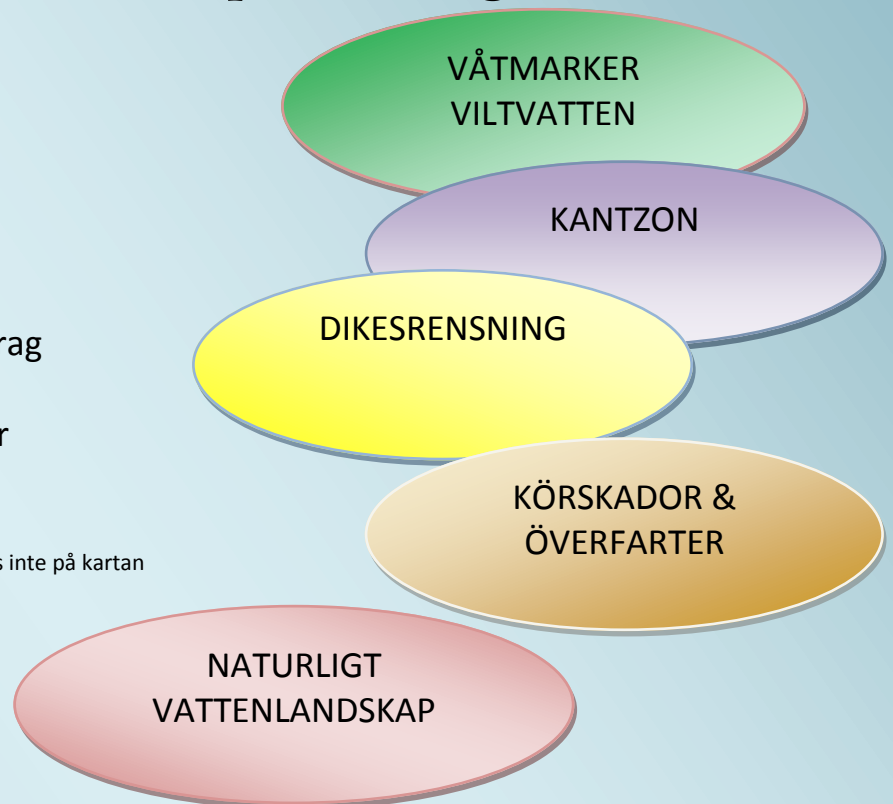 VÅTMARKER
VILTVATTEN
KANTZON
DIKESRENSNING
rag
r
KÖRSKADOR &
ÖVERFARTER
s inte på kartan
NATURLIGT
VATTENLANDSKAP